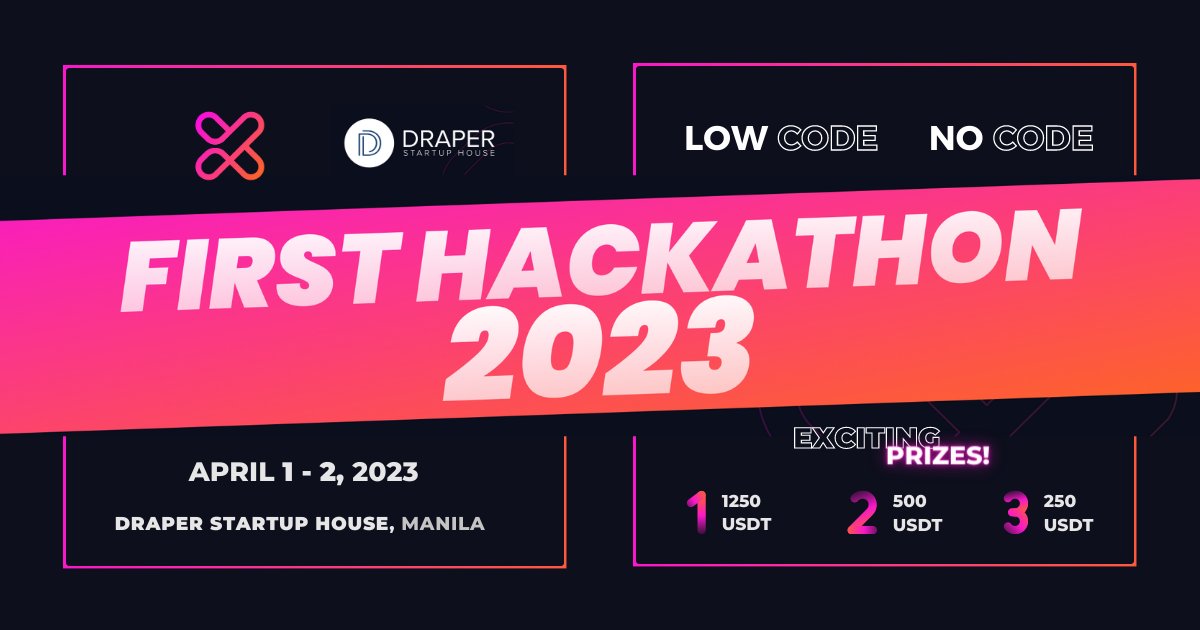 DRAPER
STARTUP HOUSE
LOW CODE
NO CODE
FIRST HACKATHON
2023
APRIL 1 - 2, 2023
DRAPER STARTUP HOUSE, MANILA
EXCITING
PRIZES!
1 1250
USDT
2 500
USDT
3 250
USDT